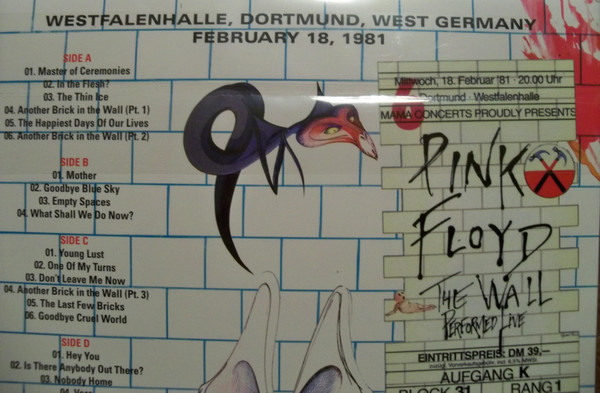 WESTFALENHALLE, DORTMUND, WEST GERMANY
FEBRUARY 18, 1981
SIDE A
01. Master of Ceremonies
02. In the Flesh?
03. The Thin Ice
04. Another Brick in the Wall (Pt. 1)
05. The Happiest Days Of Our Lives
06. Another Brick in the Wall (Pt. 2)
SIDE B
01. Mother
02. Goodbye Blue Sky
03. Empty Spaces
04. What Shall We Do Now?
SIDE C
01. Young Lust
02. One Of My Turns
03. Don't Leave Me Now
04. Another Brick in the Wall (Pt. 3)
05. The Last Few Bricks
06. Goodbye Cruel World
SIDE D
01. Hey You
02. Is There Anybody Out There?
03. Nobody Home
04. Vera
Mittwoch, 18. Februar '81 · 20.00 Uhr
Dortmund · Westfalenhalle
MAMA CONCERTS PROUDLY PRESENTS
PINK
FLOYD
THE WALL
PERFORMED LIVE
EINTRITTSPREIS: DM 39,–
AUFGANG K
BLOCK 31 RANG 1